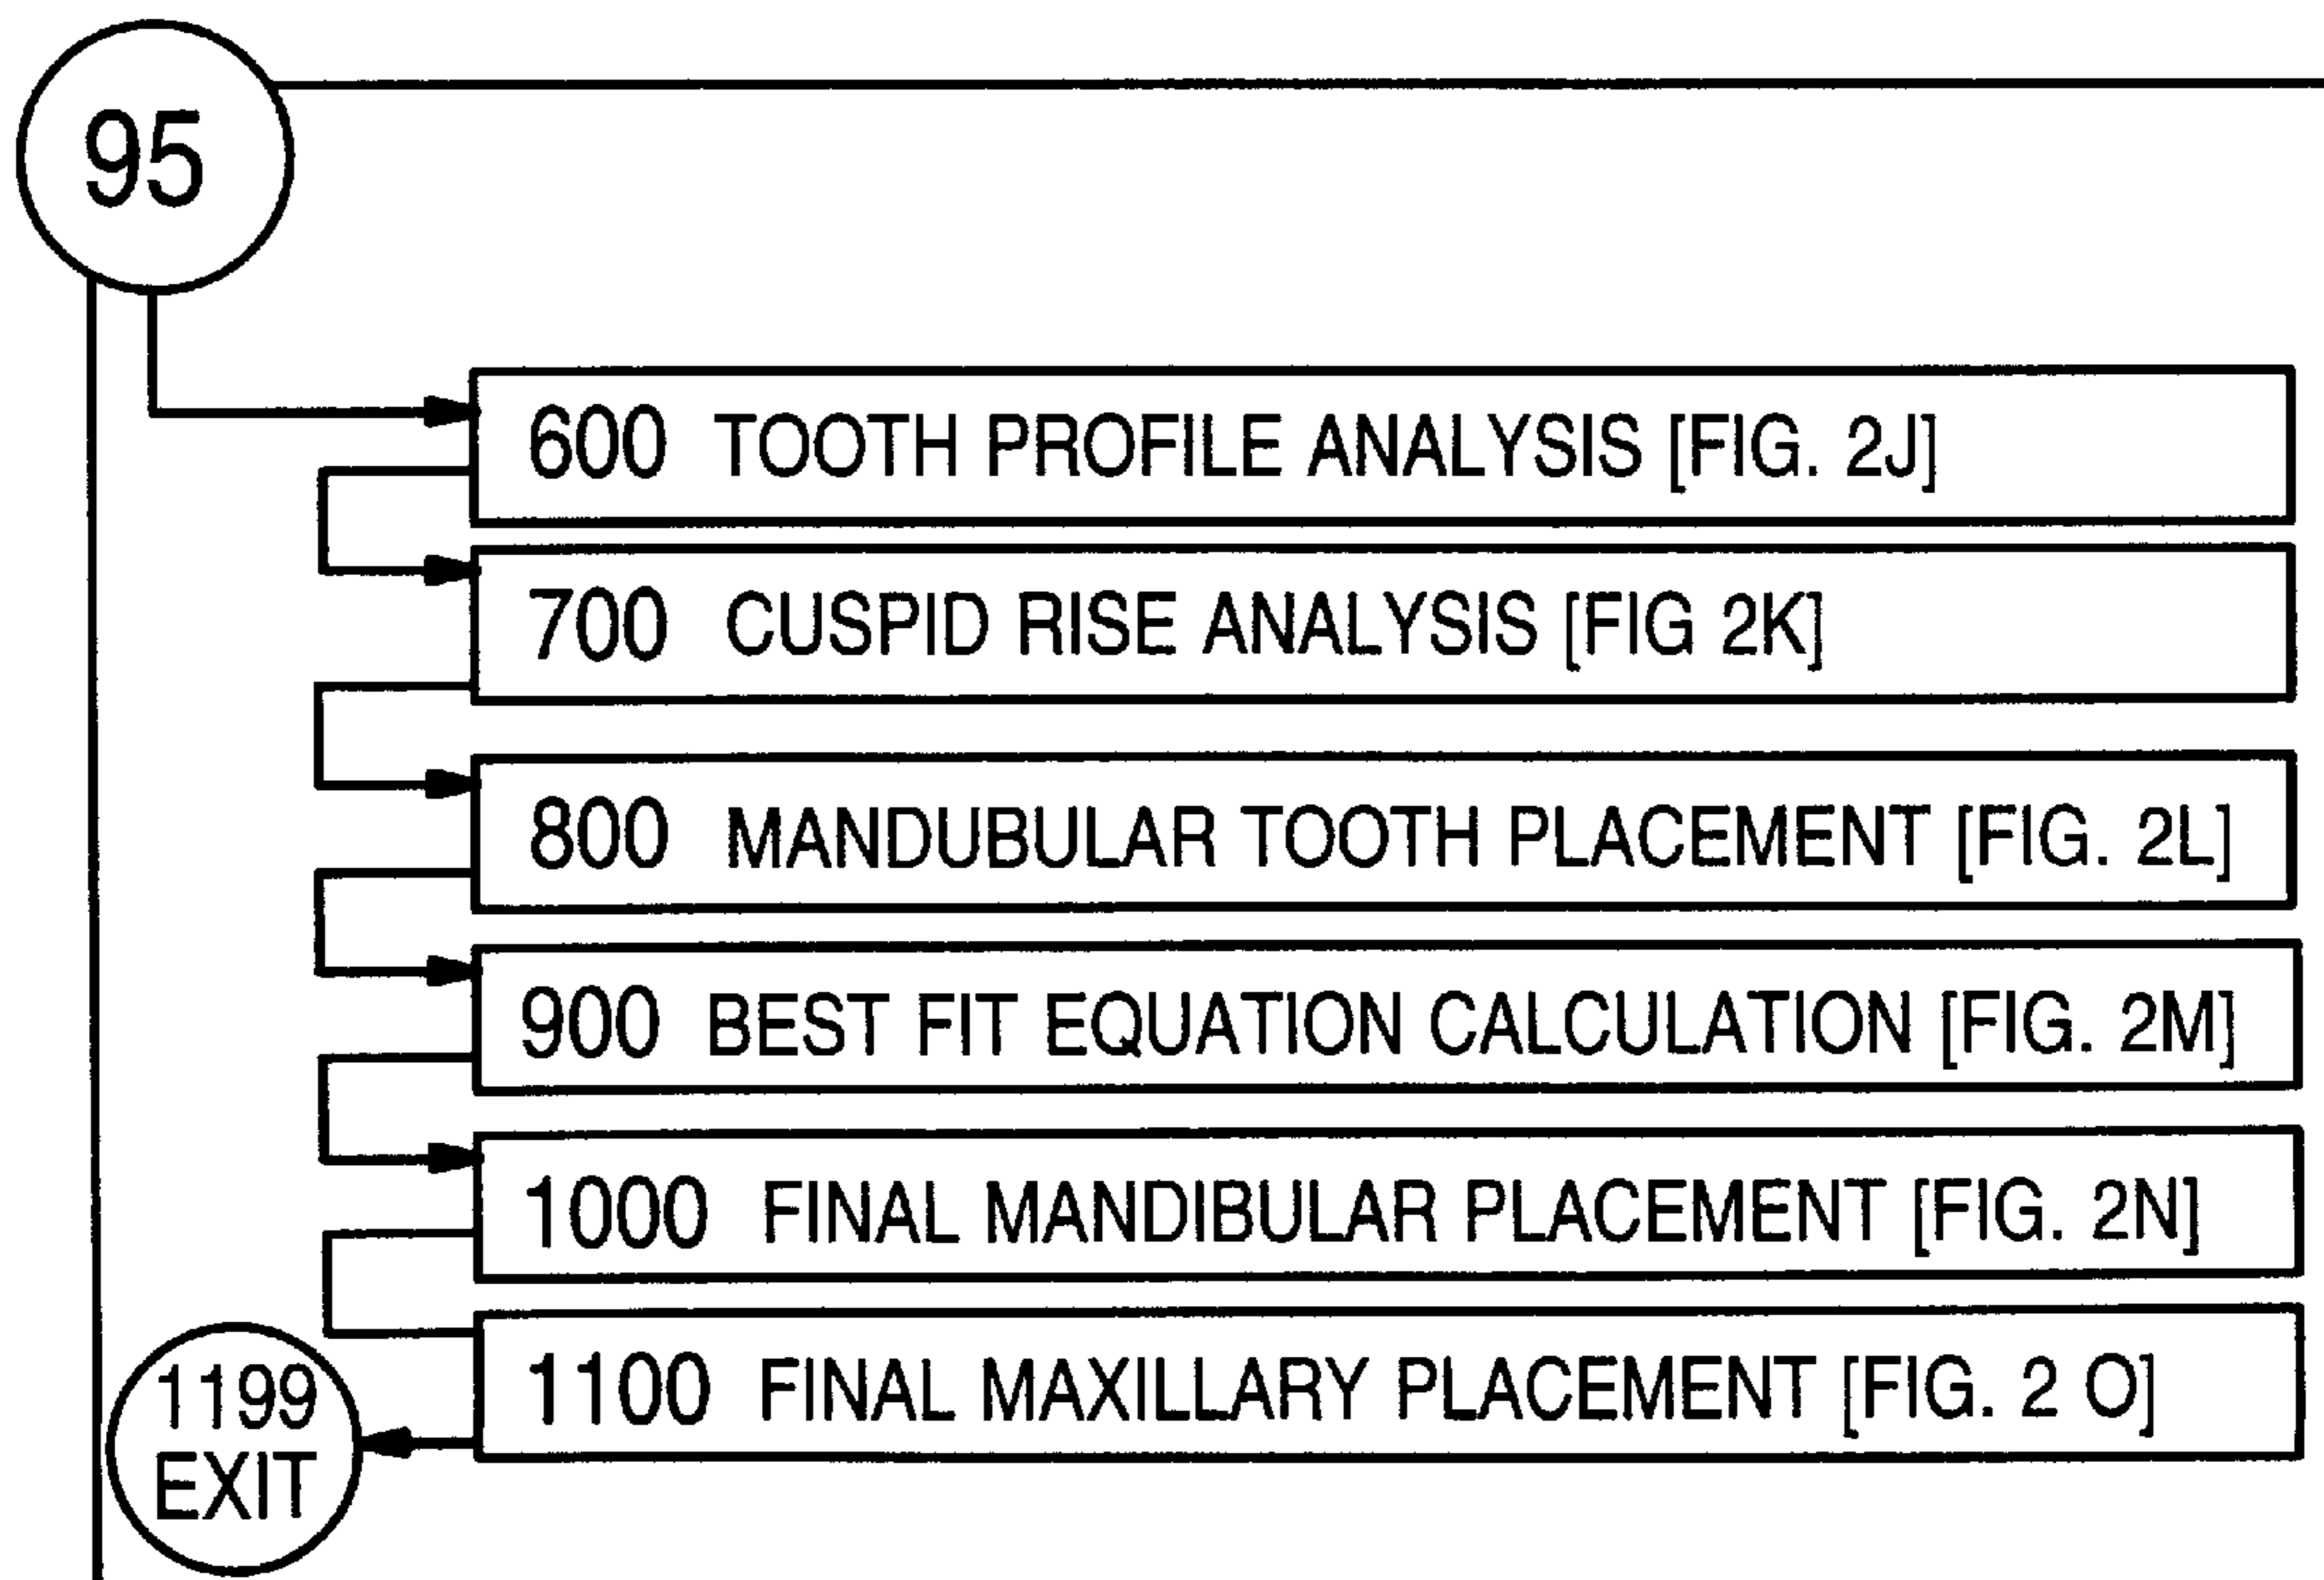 95
600 TOOTH PROFILE ANALYSIS [FIG. 2J]
700 CUSPID RISE ANALYSIS [FIG 2K]
800 MANDUBULAR TOOTH PLACEMENT [FIG. 2L]
900 BEST FIT EQUATION CALCULATION [FIG. 2M]
1000 FINAL MANDIBULAR PLACEMENT [FIG. 2N]
1100 FINAL MAXILLARY PLACEMENT [FIG. 2 O]
1199
EXIT